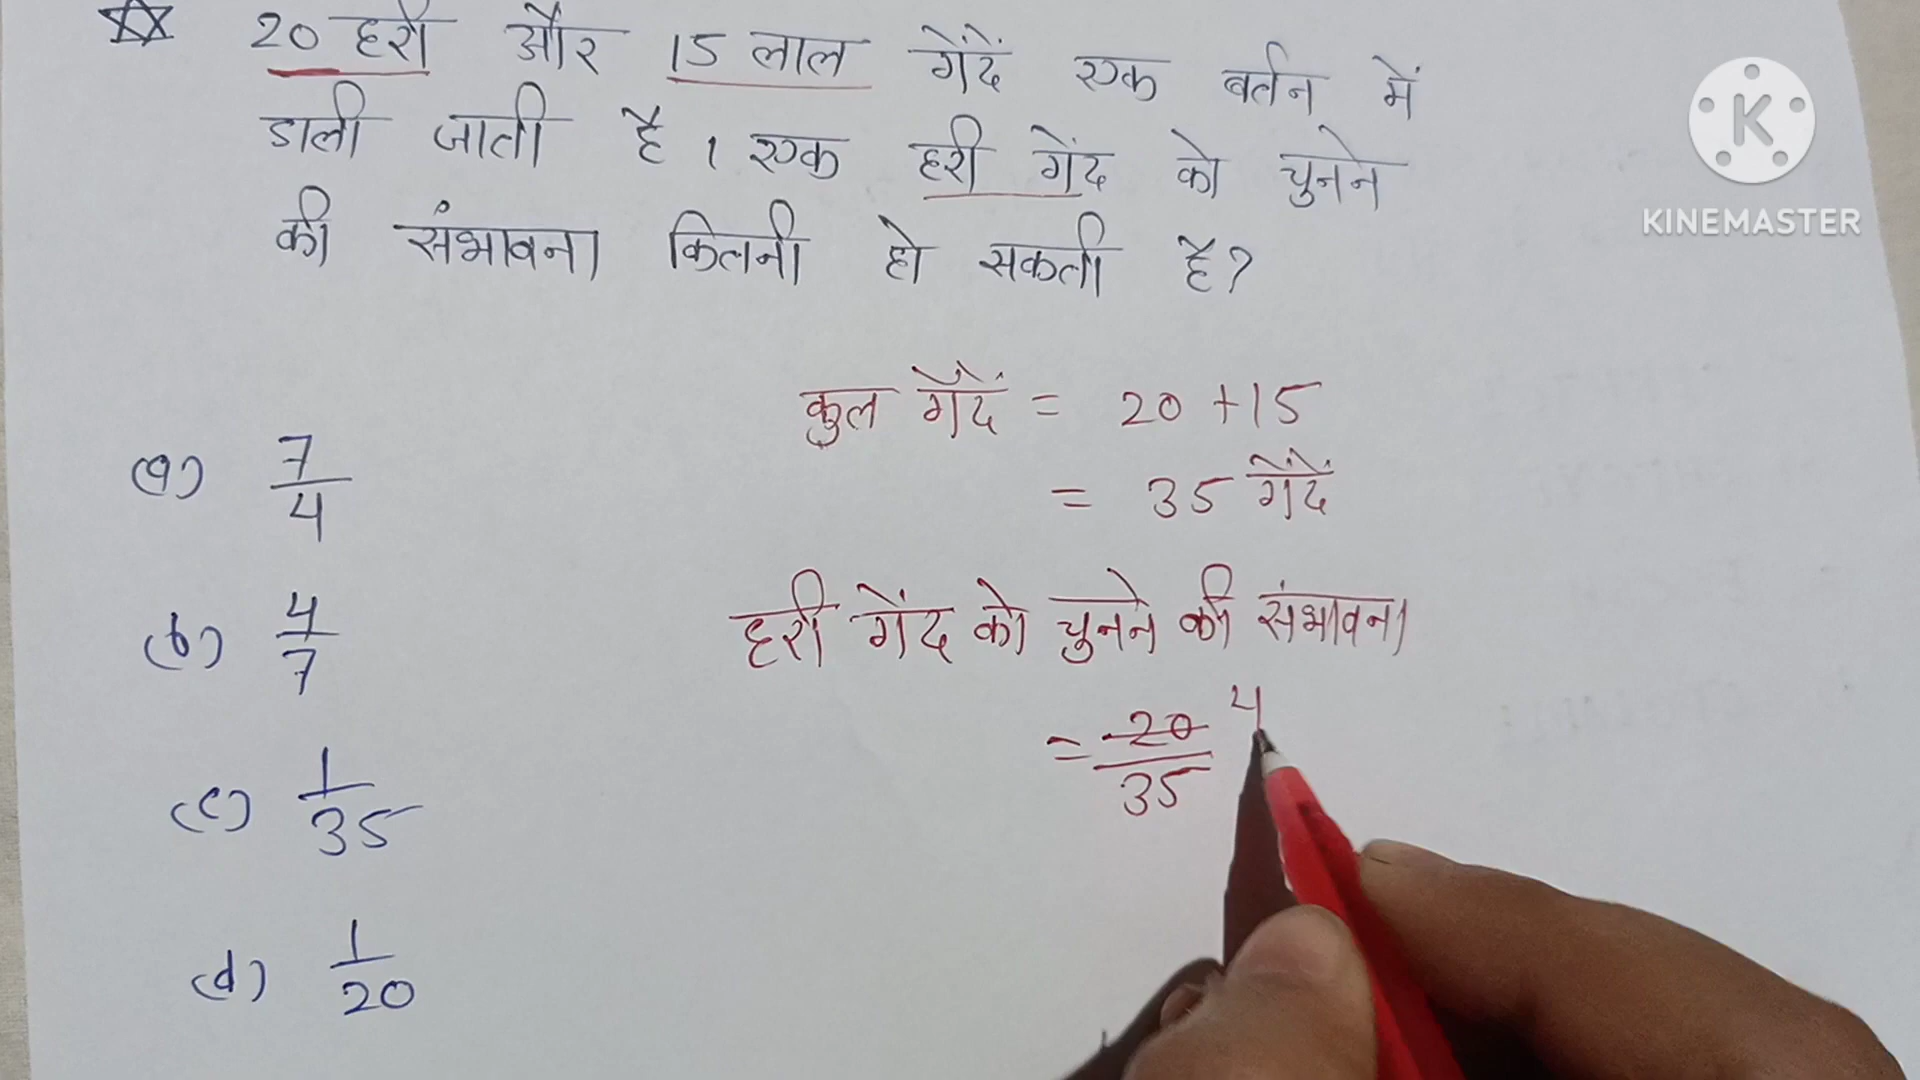 20 हरी और 15 लाल गेंदें एक बर्तन में
डाली जाती है । एक हरी गेंद को चुनने
की संभावना कितनी हो सकती है?
K
KINEMASTER
कुल गेंदें = 20 + 15
= 35 गेंदें
(a) 7/4
(b) 4/7
(c) 1/35
(d) 1/20
हरी गेंद को चुनने की संभावना
= 20/35 4